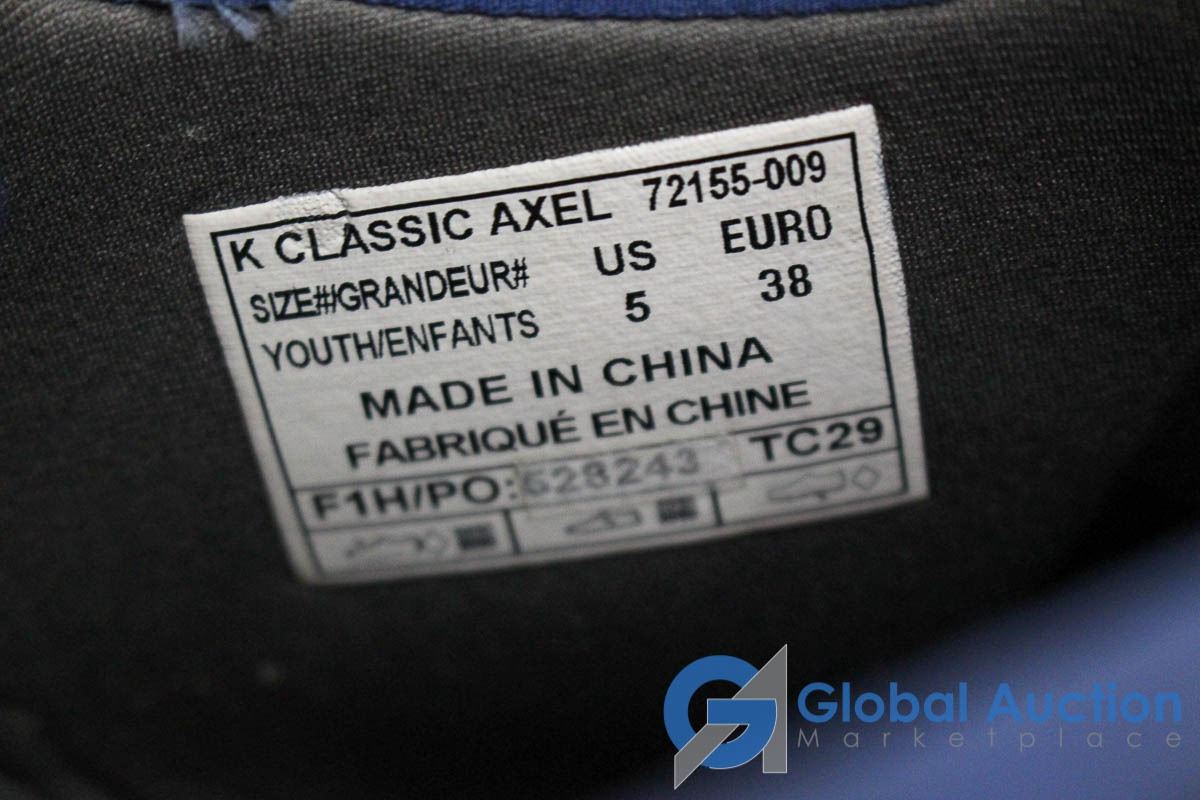 K CLASSIC AXEL 72155-009
SIZE#/GRANDEUR# US EURO
YOUTH/ENFANTS 5 38
MADE IN CHINA
FABRIQUÉ EN CHINE
F1H/PO: 628243 TC29
Global Auction
Marketplace